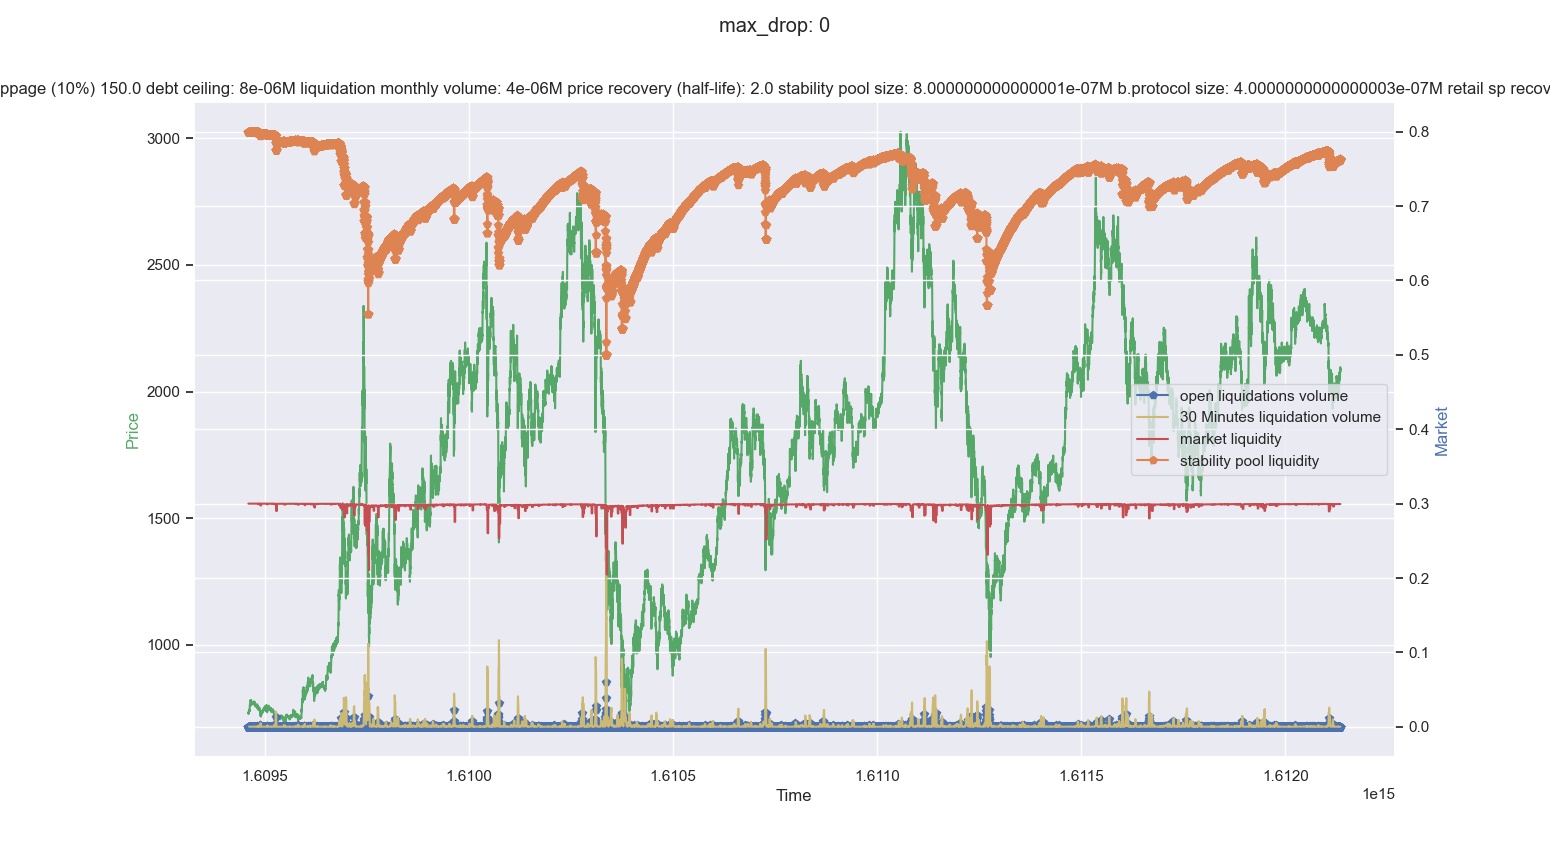 max_drop: 0
ppage (10%) 150.0 debt ceiling: 8e-06M liquidation monthly volume: 4e-06M price recovery (half-life): 2.0 stability pool size: 8.000000000000001e-07M b.protocol size: 4.0000000000000003e-07M retail sp recov
3000
2500
2000
1500
1000
Price
0.8
0.7
0.6
0.5
0.4
0.3
0.2
0.1
0.0
Market
open liquidations volume
30 Minutes liquidation volume
market liquidity
stability pool liquidity
1.6095
1.6100
1.6105
1.6110
1.6115
1.6120
Time
1e15